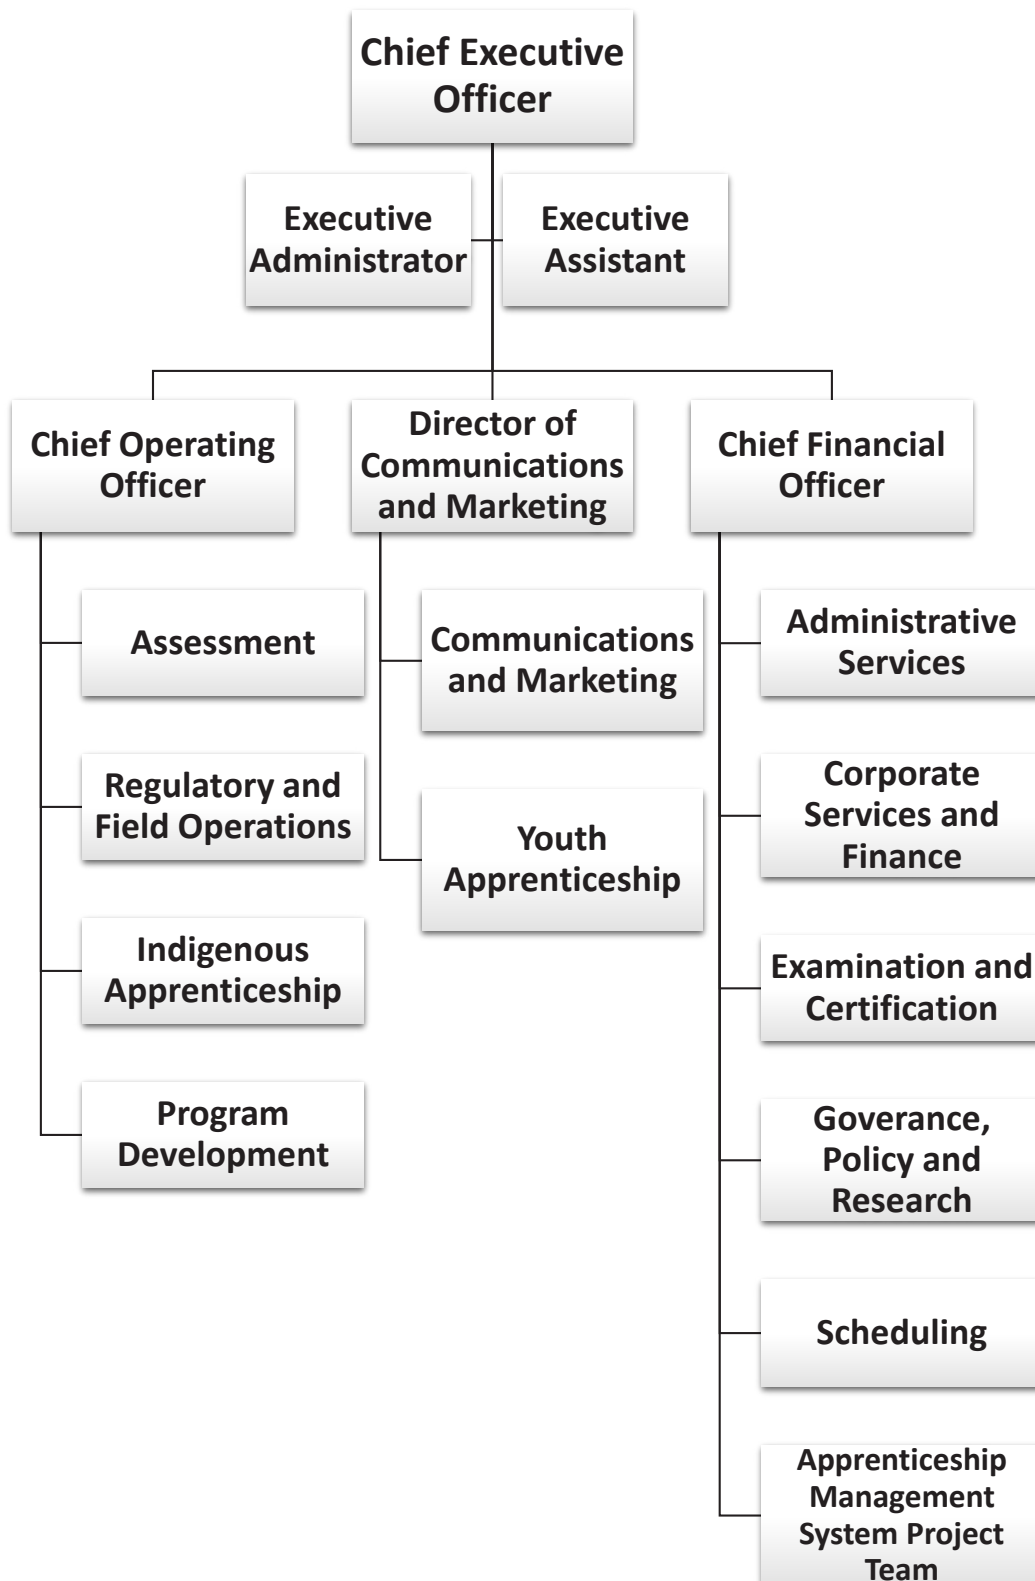 Chief Executive
Officer
Executive
Administrator
Executive
Assistant
Chief Operating
Officer
Director of
Communications
and Marketing
Chief Financial
Officer
Assessment
Regulatory and
Field Operations
Indigenous
Apprenticeship
Program
Development
Communications
and Marketing
Youth
Apprenticeship
Administrative
Services
Corporate
Services and
Finance
Examination and
Certification
Goverance,
Policy and
Research
Scheduling
Apprenticeship
Management
System Project
Team